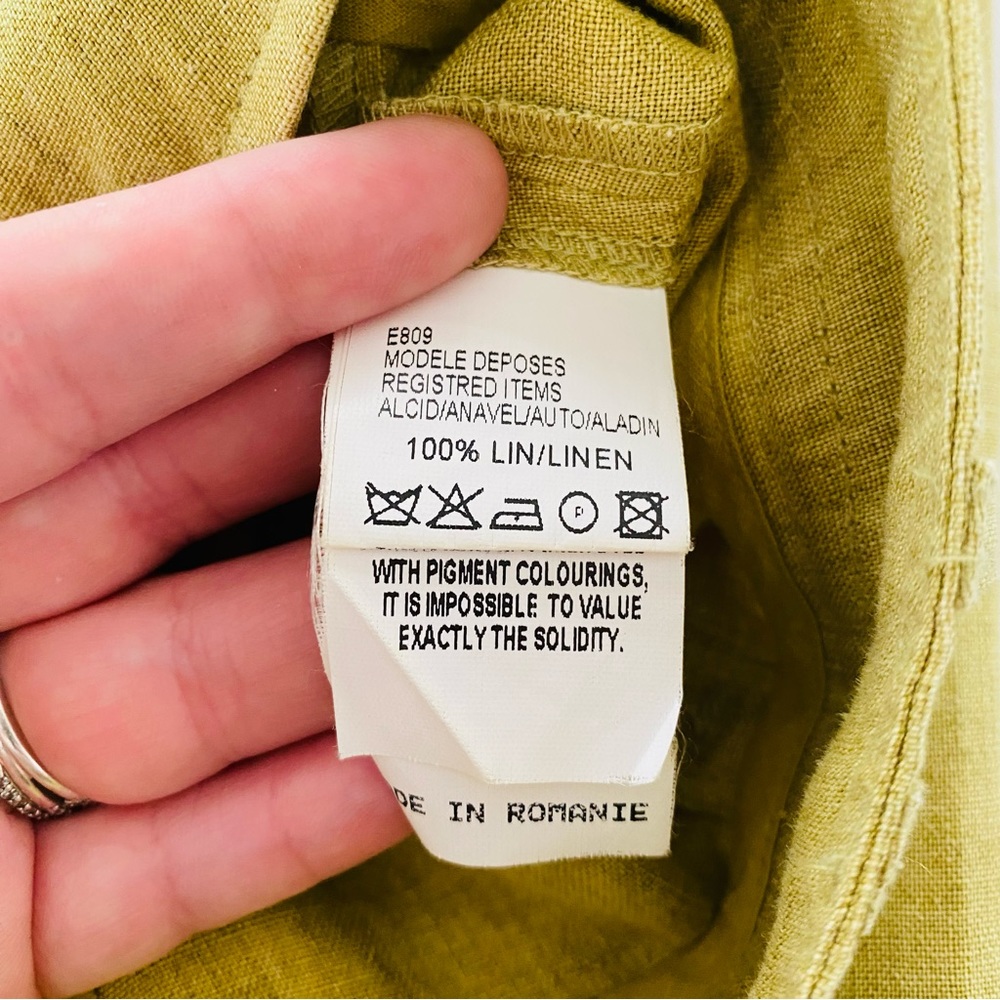 E809
MODELE DEPOSES
REGISTRED ITEMS
ALCID/ANAVEL/AUTO/ALADIN
100% LIN/LINEN
P
WITH PIGMENT COLOURINGS,
IT IS IMPOSSIBLE TO VALUE
EXACTLY THE SOLIDITY.
DE IN ROMANIE